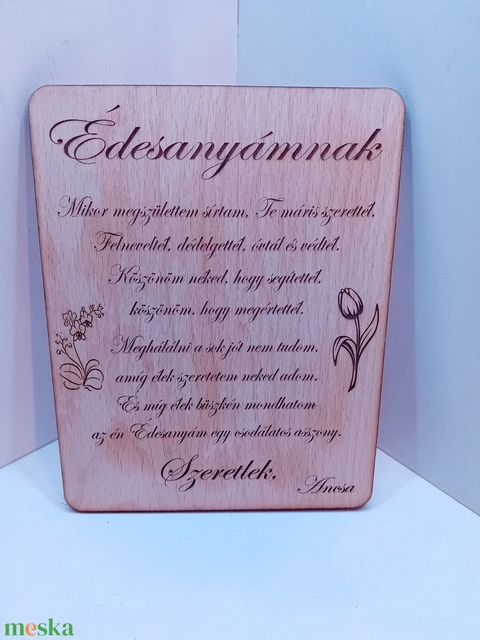 Édesanyámnak
Mikor megszülettem sírtam, Te máris szerettél.
Felneveltél, dédelgettél, óvtál és védtél.
Köszönöm néked, hogy segítettél,
köszönöm, hogy megértettél.
Meghálálni a sok jót nem tudom,
amíg élek szeretetem neked adom.
És míg élek büszkén mondhatom
az én Édesanyám egy csodálatos asszony.
Szeretlek,
Ancsa
meska